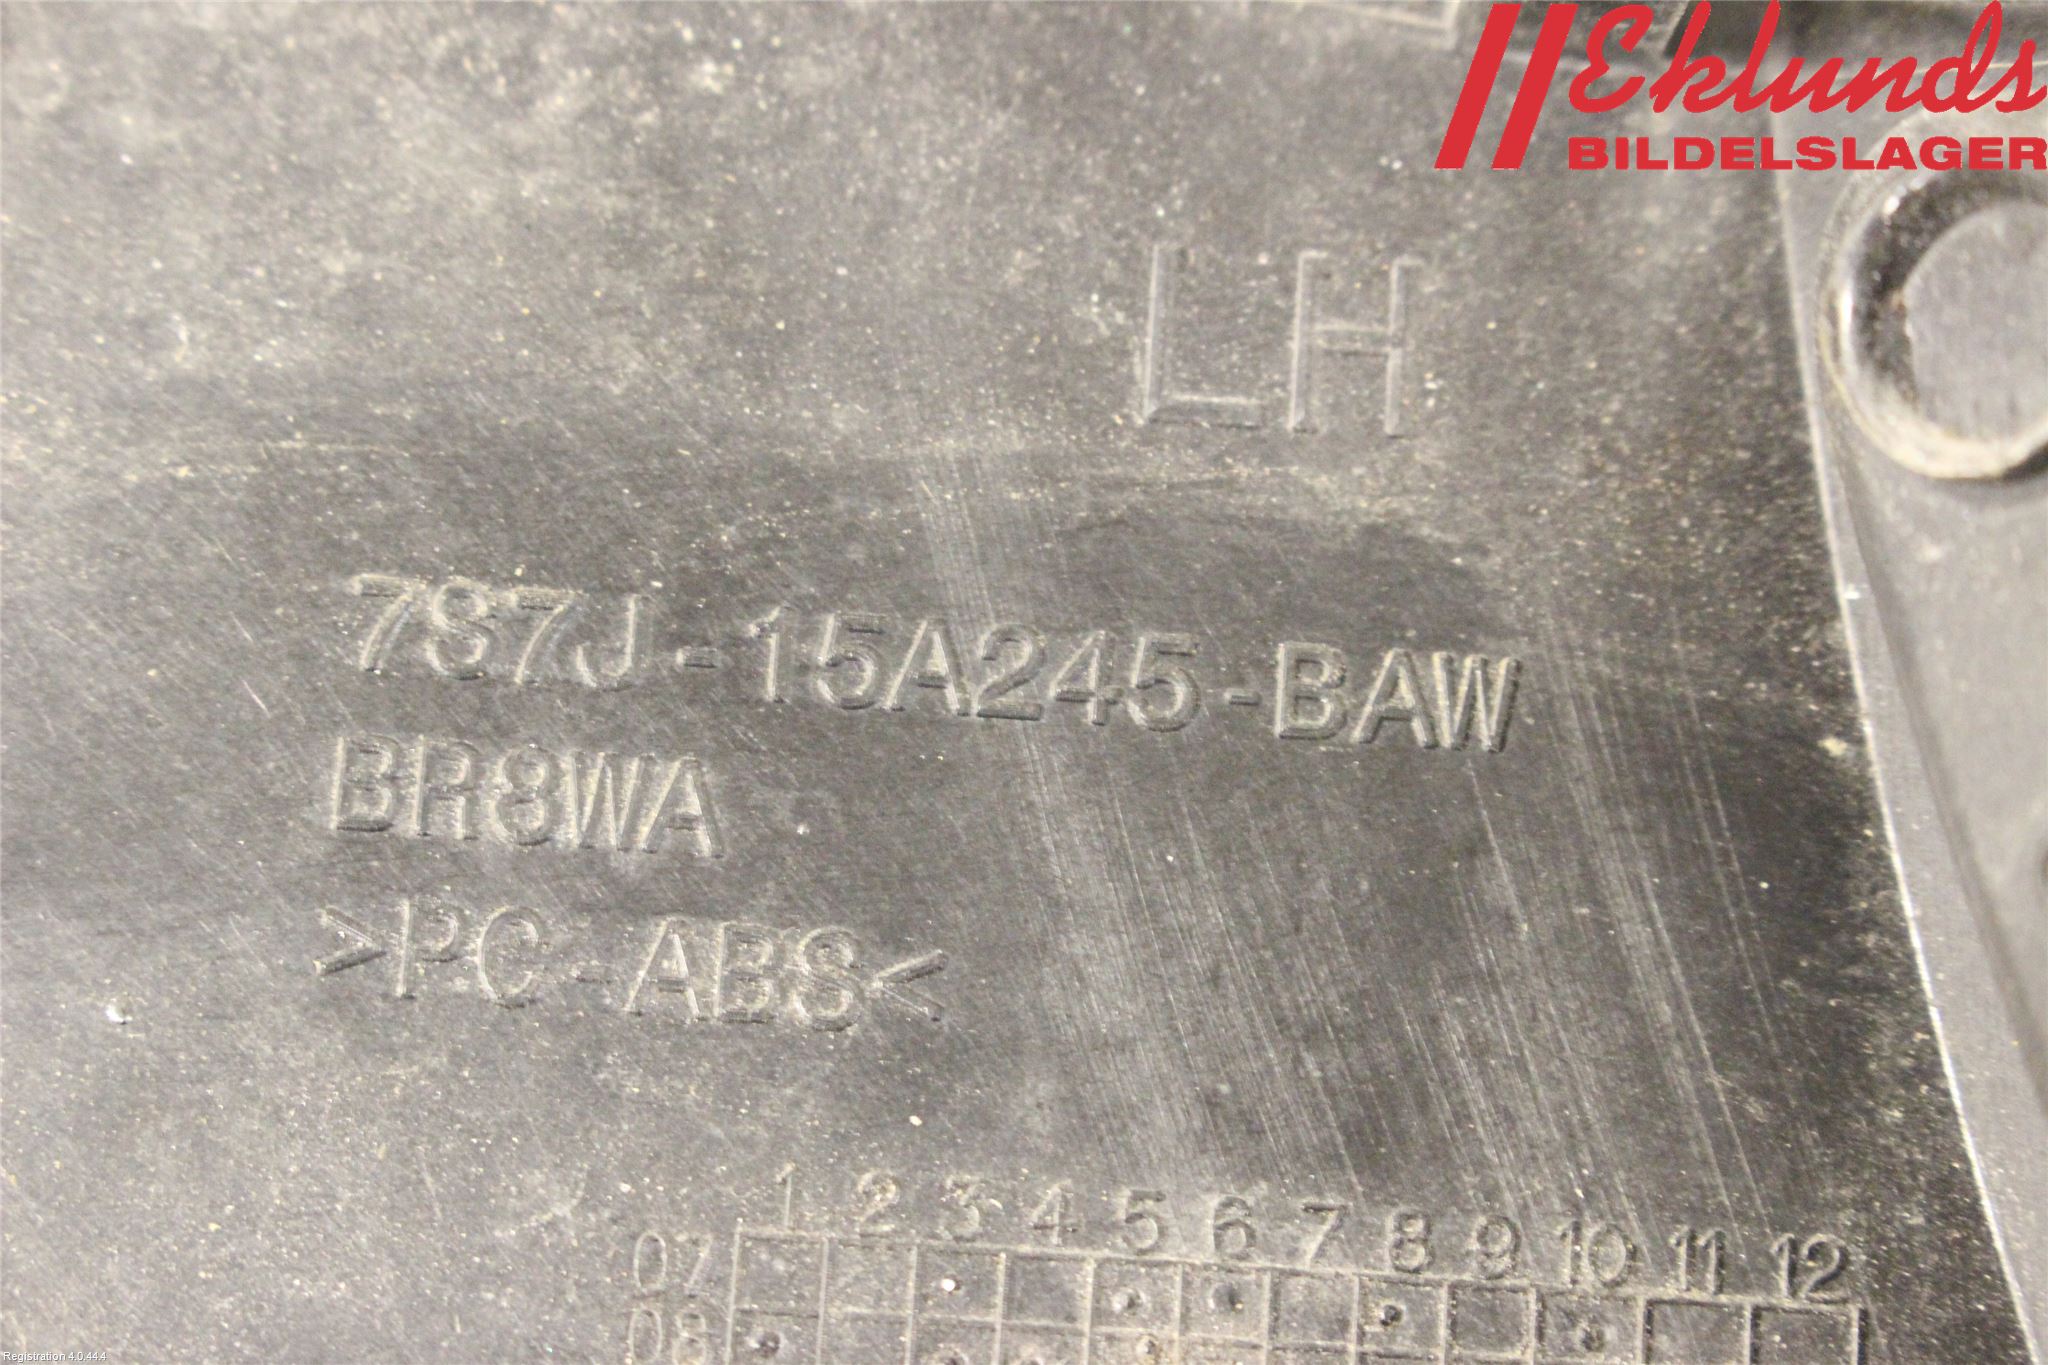 Eklunds
BILDELSLAGER
LH
7S7J-15A245-BAW
BR8WA
>PC-ABS<
1 2 3 4 5 6 7 8 9 10 11 12
07
08
Registration 4.0.44.4